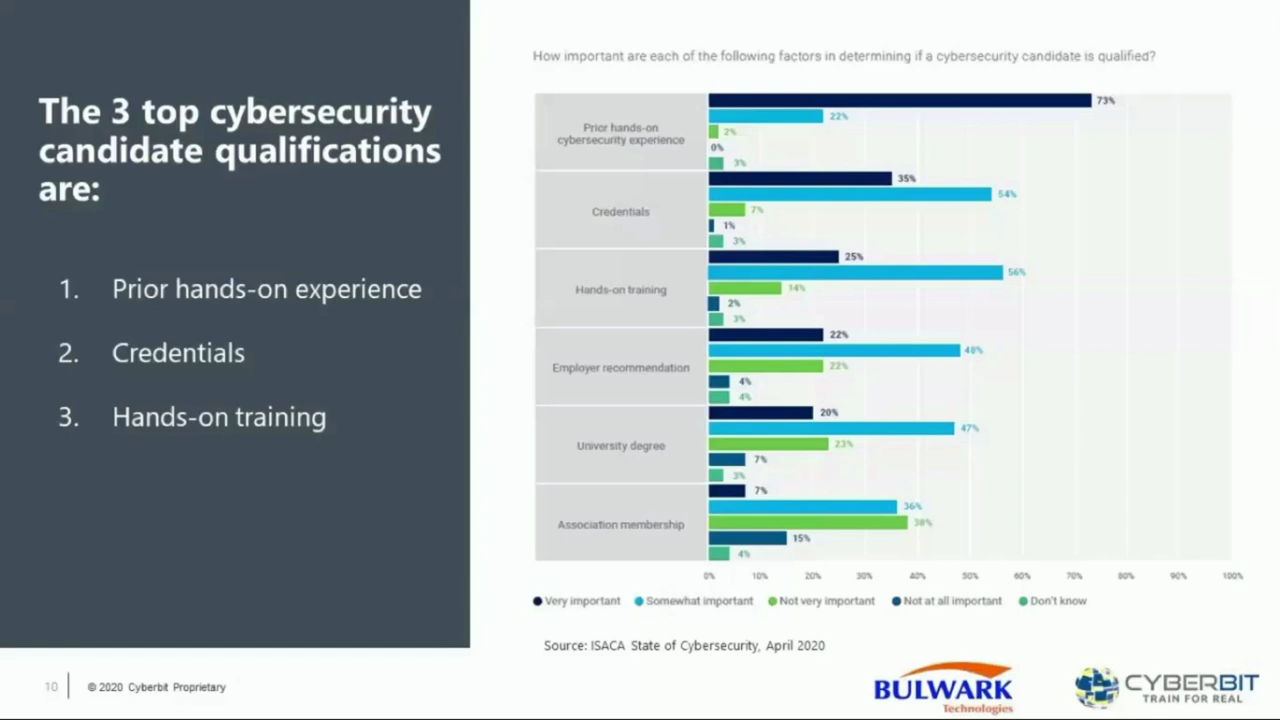 The 3 top cybersecurity
candidate qualifications
are:
1. Prior hands-on experience
2. Credentials
3. Hands-on training
How important are each of the following factors in determining if a cybersecurity candidate is qualified?
Prior hands-on
cybersecurity experience
73%
22%
2%
0%
3%
Credentials
35%
54%
7%
1%
3%
Hands-on training
25%
56%
14%
2%
3%
Employer recommendation
22%
48%
22%
4%
4%
University degree
20%
47%
23%
7%
3%
Association membership
7%
36%
38%
15%
4%
0% 10% 20% 30% 40% 50% 60% 70% 80% 90% 100%
Very important Somewhat important Not very important Not at all important Don't know
Source: ISACA State of Cybersecurity, April 2020
10 © 2020 Cyberbit Proprietary
BULWARK
Technologies
CYBERBIT
TRAIN FOR REAL